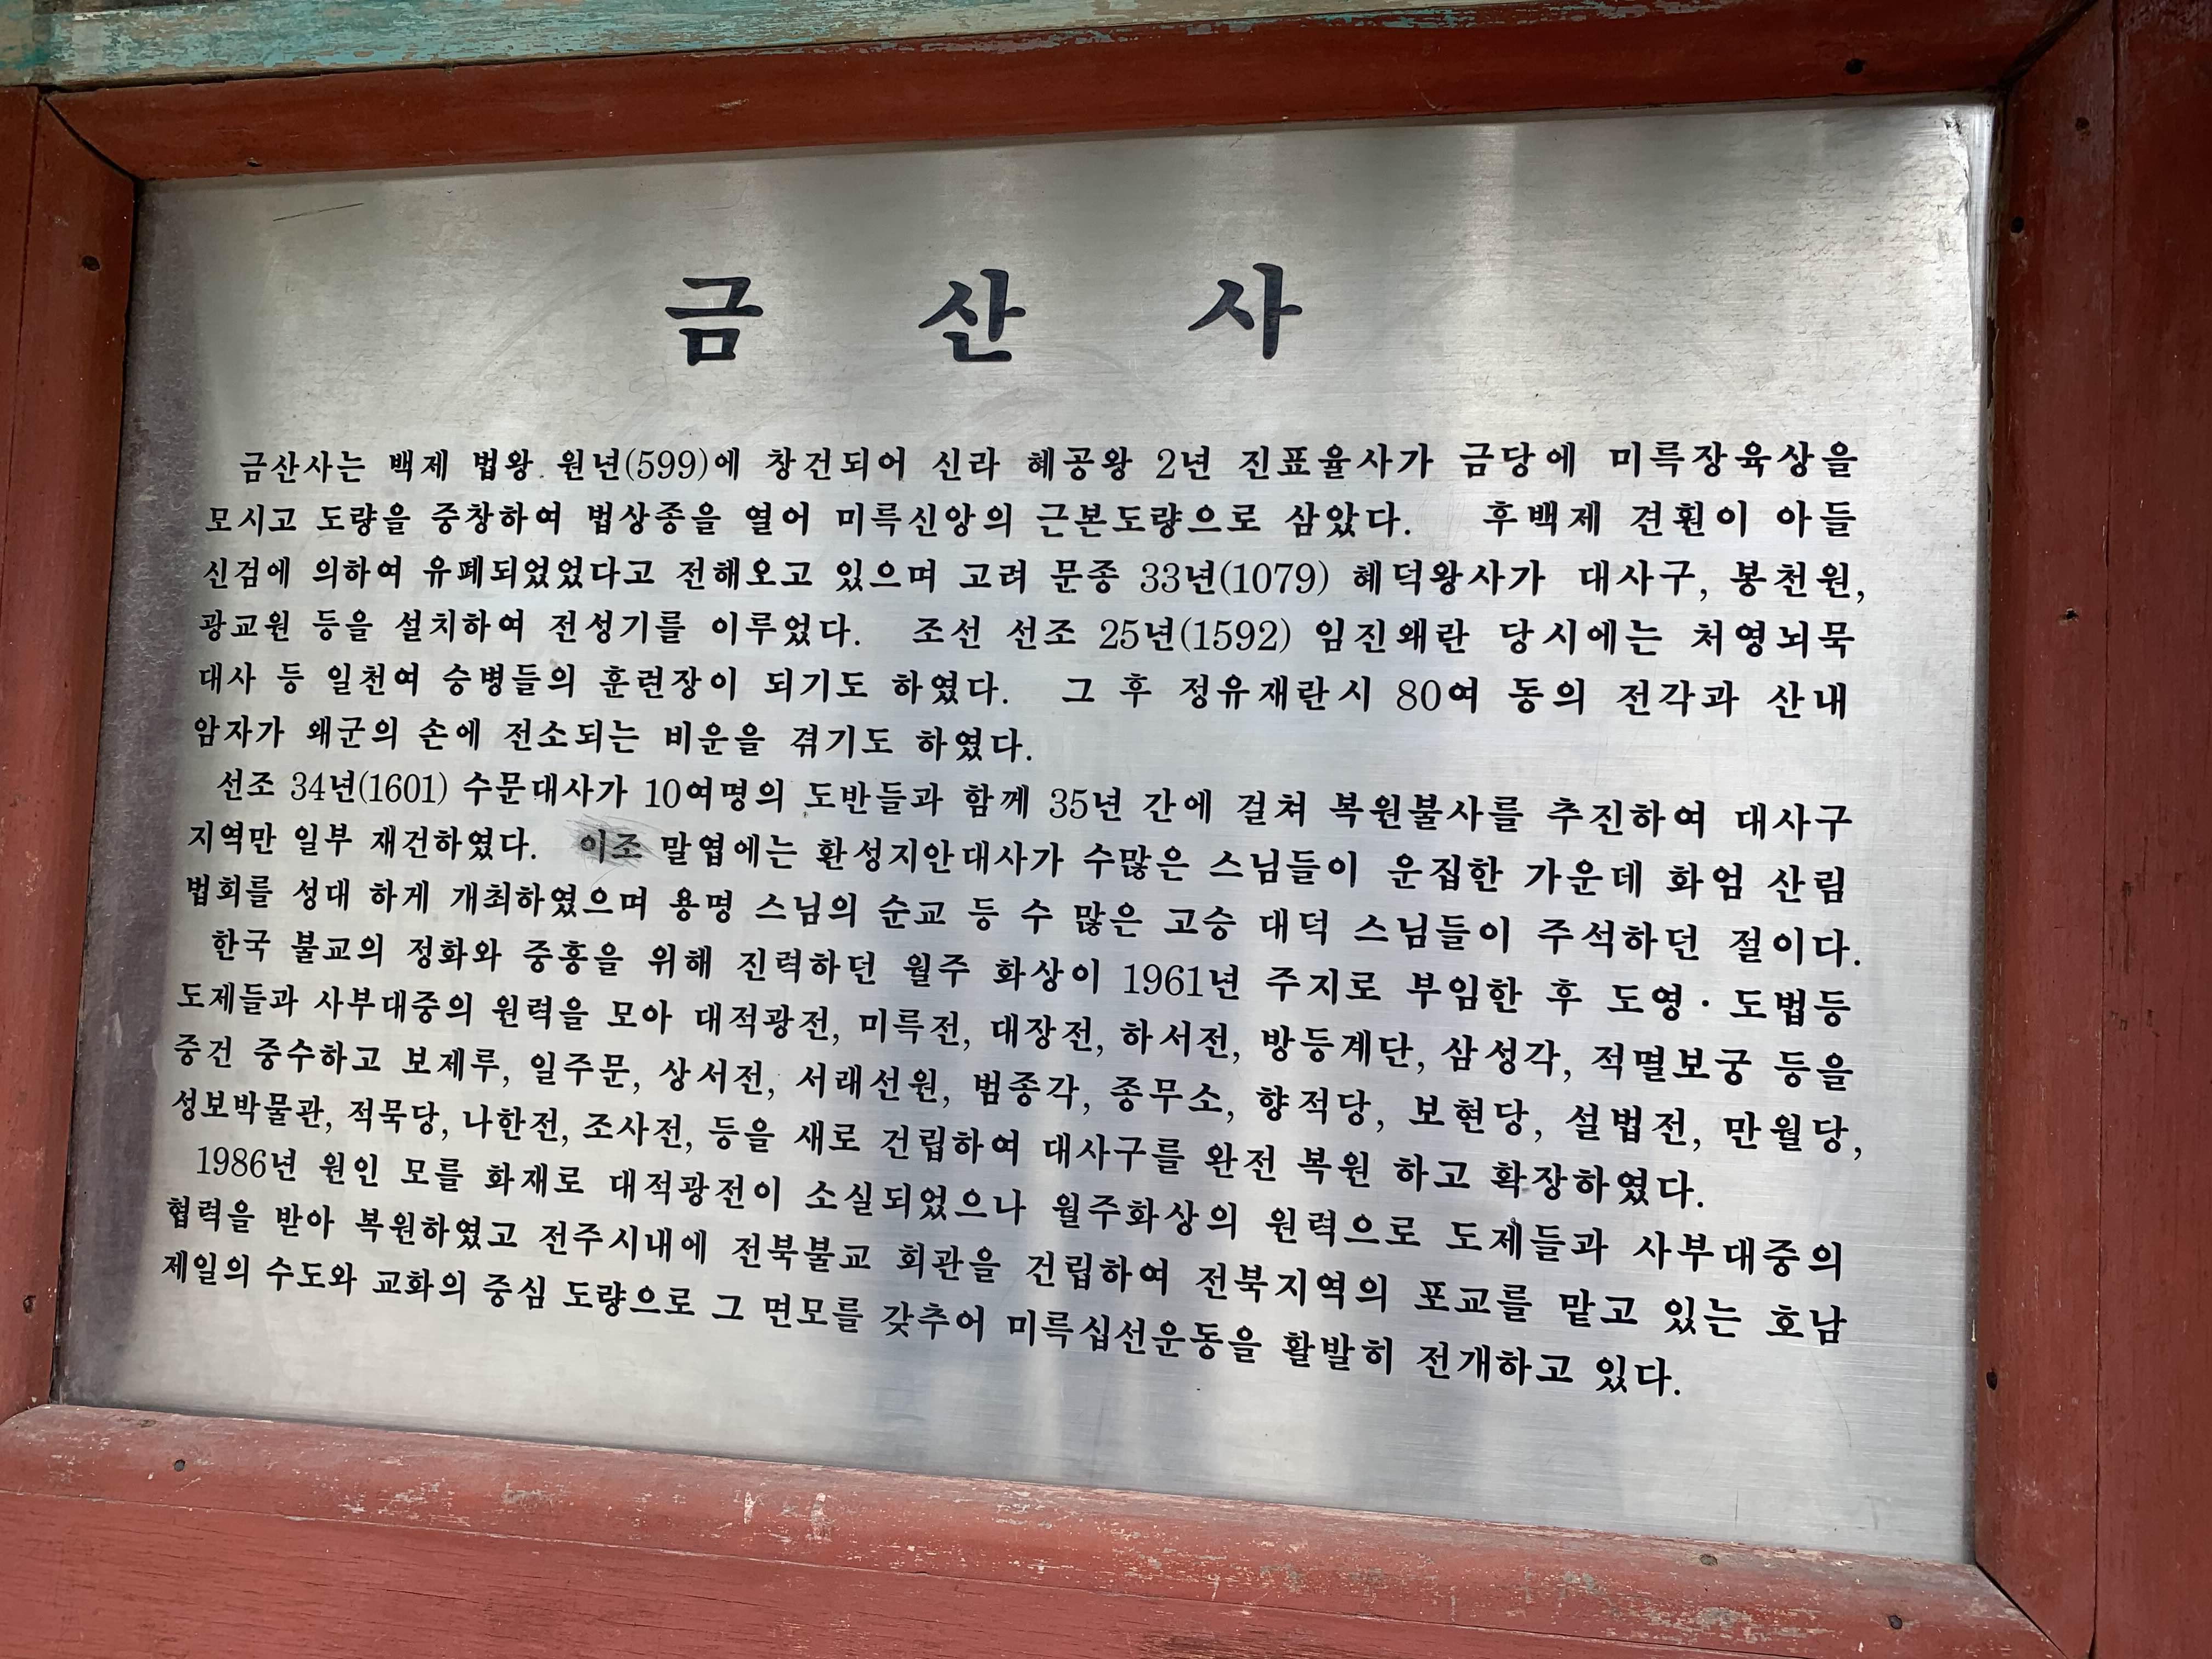 금 산 사
금산사는 백제 법왕 원년(599)에 창건되어 신라 혜공왕 2년 진표율사가 금당에 미륵장육상을
모시고 도량을 중창하여 법상종을 열어 미륵신앙의 근본도량으로 삼았다. 후백제 견훤이 아들
신검에 의하여 유폐되었었다고 전해오고 있으며 고려 문종 33년(1079) 혜덕왕사가 대사구, 봉천원,
광교원 등을 설치하여 전성기를 이루었다. 조선 선조 25년(1592) 임진왜란 당시에는 처영뇌묵
대사 등 일천여 승병들의 훈련장이 되기도 하였다. 그 후 정유재란시 80여 동의 전각과 산내
암자가 왜군의 손에 전소되는 비운을 겪기도 하였다.
선조 34년(1601) 수문대사가 10여명의 도반들과 함께 35년 간에 걸쳐 복원불사를 추진하여 대사구
지역만 일부 재건하였다. 이조 말엽에는 환성지안대사가 수많은 스님들이 운집한 가운데 화엄 산림
법회를 성대 하게 개최하였으며 용명 스님의 순교 등 수 많은 고승 대덕 스님들이 주석하던 절이다.
한국 불교의 정화와 중흥을 위해 진력하던 월주 화상이 1961년 주지로 부임한 후 도영·도법등
도제들과 사부대중의 원력을 모아 대적광전, 미륵전, 대장전, 하서전, 방등계단, 삼성각, 적멸보궁 등을
중건 중수하고 보제루, 일주문, 상서전, 서래선원, 범종각, 종무소, 향적당, 보현당, 설법전, 만월당,
성보박물관, 적묵당, 나한전, 조사전, 등을 새로 건립하여 대사구를 완전 복원 하고 확장하였다.
1986년 원인 모를 화재로 대적광전이 소실되었으나 월주화상의 원력으로 도제들과 사부대중의
협력을 받아 복원하였고 전주시내에 전북불교 회관을 건립하여 전북지역의 포교를 맡고 있는 호남
제일의 수도와 교화의 중심 도량으로 그 면모를 갖추어 미륵십선운동을 활발히 전개하고 있다.